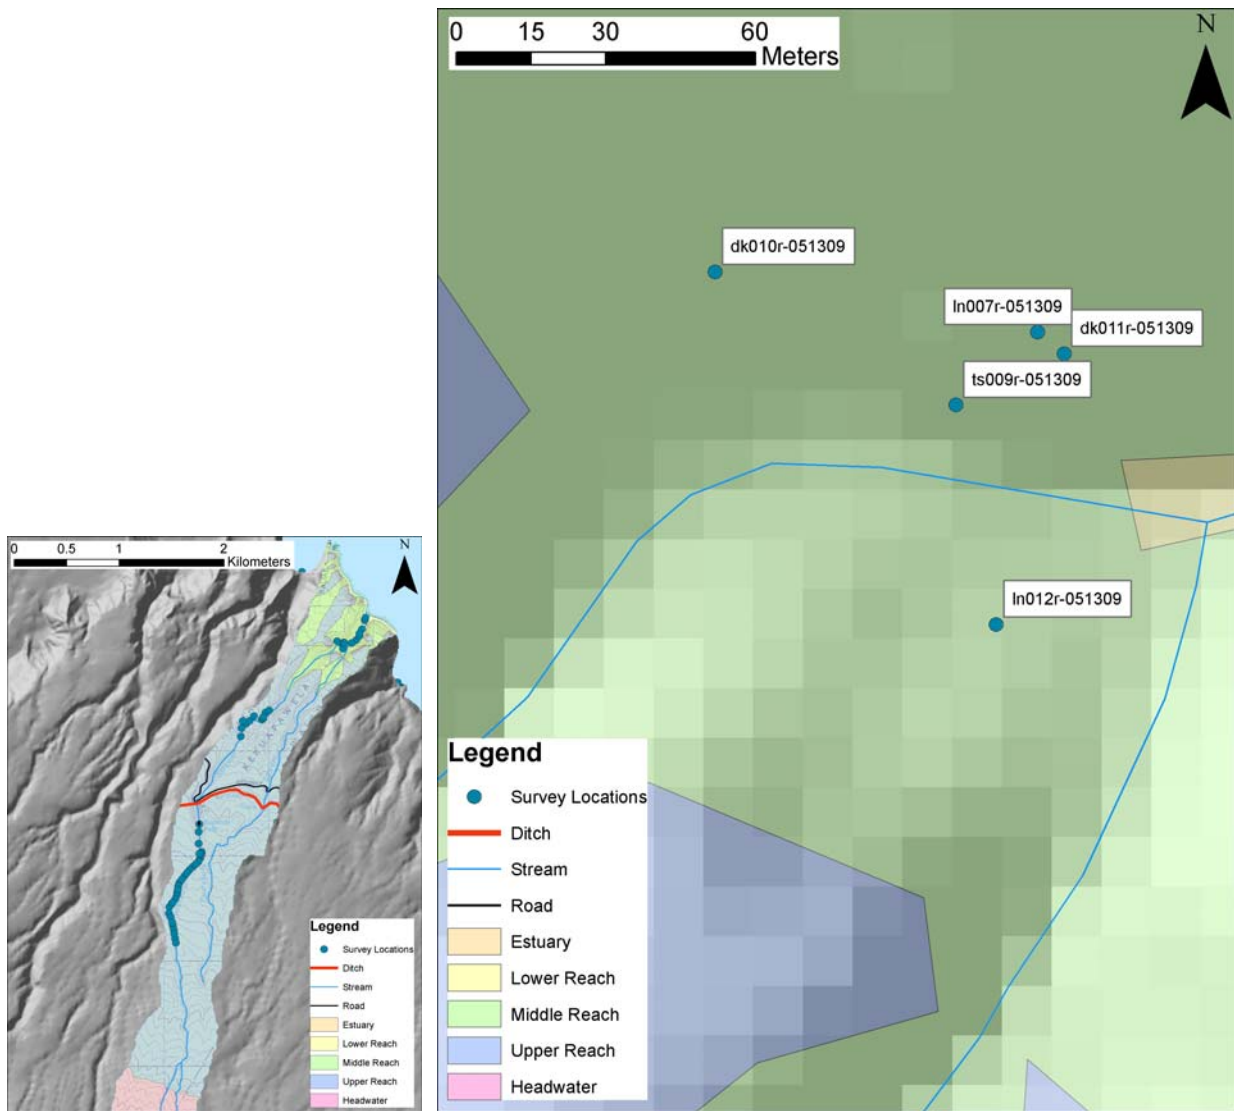 0 15 30 60
Meters
N
dk010r-051309
ln007r-051309
dk011r-051309
ts009r-051309
ln012r-051309
Legend
Survey Locations
Ditch
Stream
Road
Estuary
Lower Reach
Middle Reach
Upper Reach
Headwater
0 0.5 1 2
Kilometers
N
Legend
Survey Locations
Ditch
Stream
Road
Estuary
Lower Reach
Middle Reach
Upper Reach
Headwater